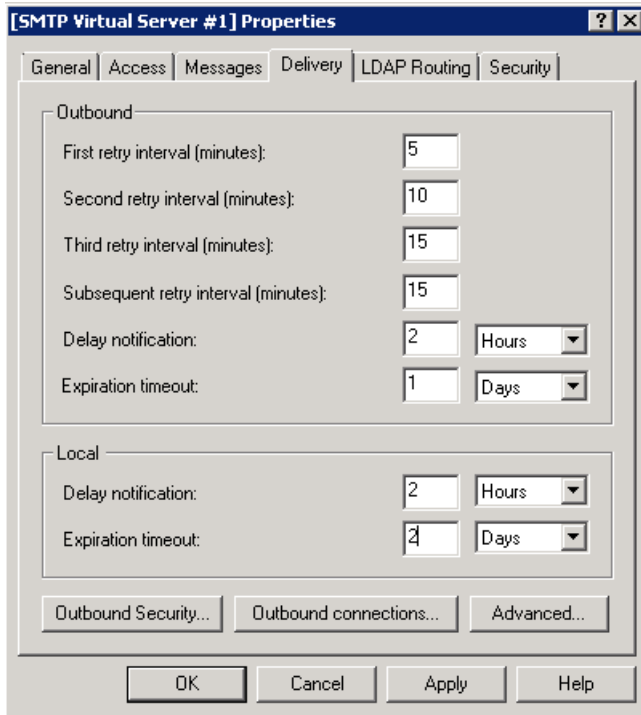 [SMTP Virtual Server #1] Properties
General Access Messages Delivery LDAP Routing Security
Outbound
First retry interval (minutes): 5
Second retry interval (minutes): 10
Third retry interval (minutes): 15
Subsequent retry interval (minutes): 15
Delay notification: 2 Hours
Expiration timeout: 1 Days
Local
Delay notification: 2 Hours
Expiration timeout: 2 Days
Outbound Security... Outbound connections... Advanced...
OK Cancel Apply Help